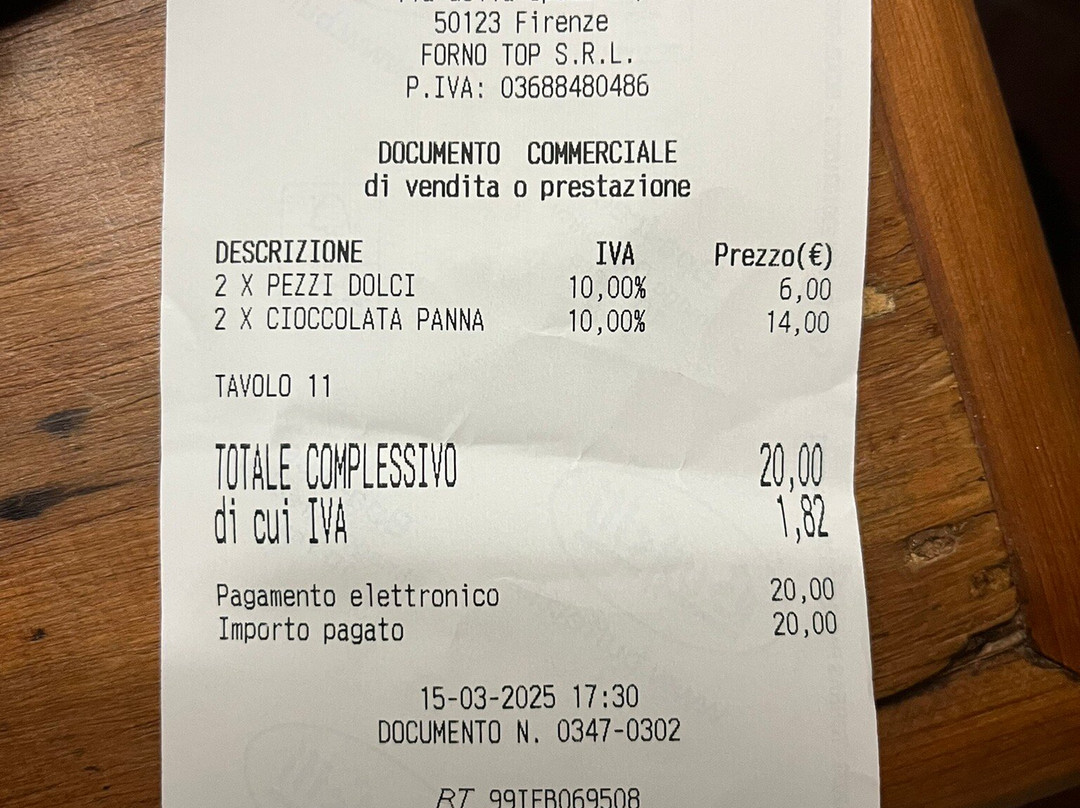 50123 Firenze
FORNO TOP S.R.L.
P.IVA: 03688480486
DOCUMENTO COMMERCIALE
di vendita o prestazione
DESCRIZIONE IVA Prezzo(€)
2 X PEZZI DOLCI 10,00% 6,00
2 X CIOCCOLATA PANNA 10,00% 14,00
TAVOLO 11
TOTALE COMPLESSIVO 20,00
di cui IVA 1,82
Pagamento elettronico 20,00
Importo pagato 20,00
15-03-2025 17:30
DOCUMENTO N. 0347-0302
RT 99IEB069508